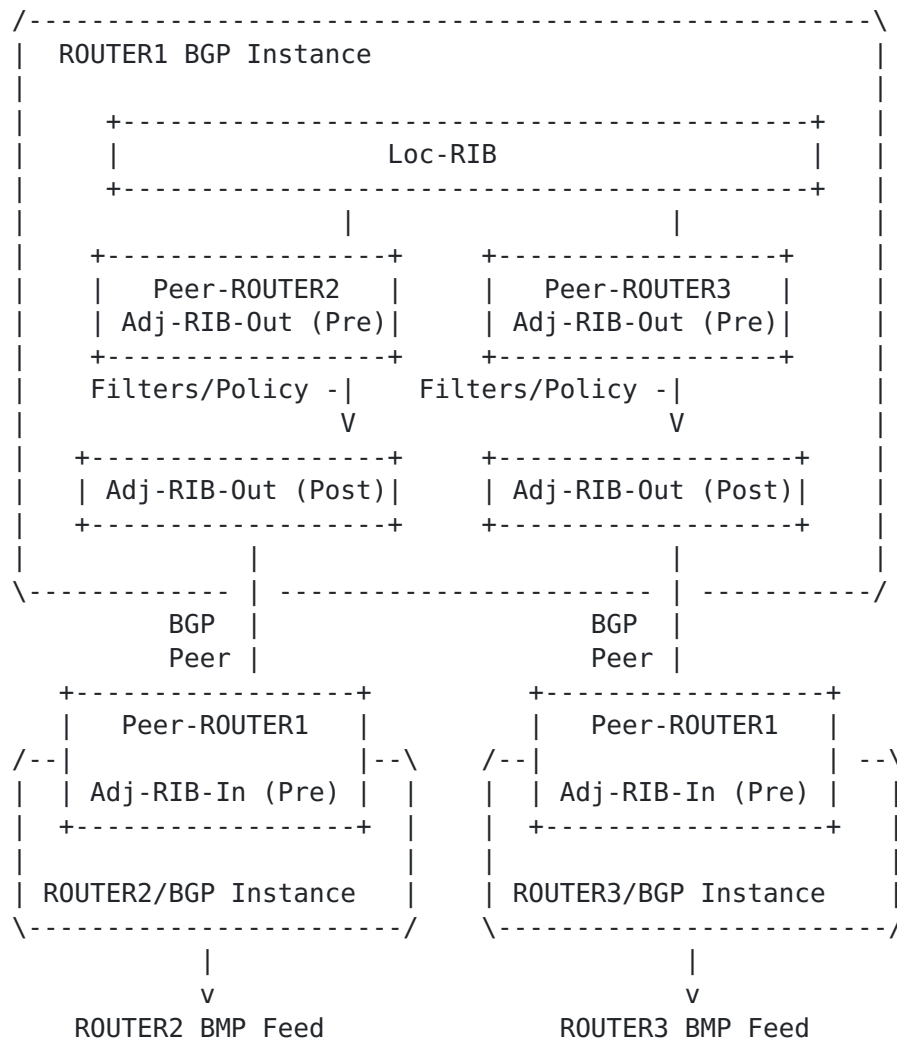 ROUTER1 BGP Instance
Loc-RIB
Peer-ROUTER2 Peer-ROUTER3
Adj-RIB-Out (Pre) Adj-RIB-Out (Pre)
Filters/Policy - Filters/Policy -
V V
Adj-RIB-Out (Post) Adj-RIB-Out (Post)
BGP BGP
Peer Peer
Peer-ROUTER1 Peer-ROUTER1
Adj-RIB-In (Pre) Adj-RIB-In (Pre)
ROUTER2/BGP Instance ROUTER3/BGP Instance
v v
ROUTER2 BMP Feed ROUTER3 BMP Feed